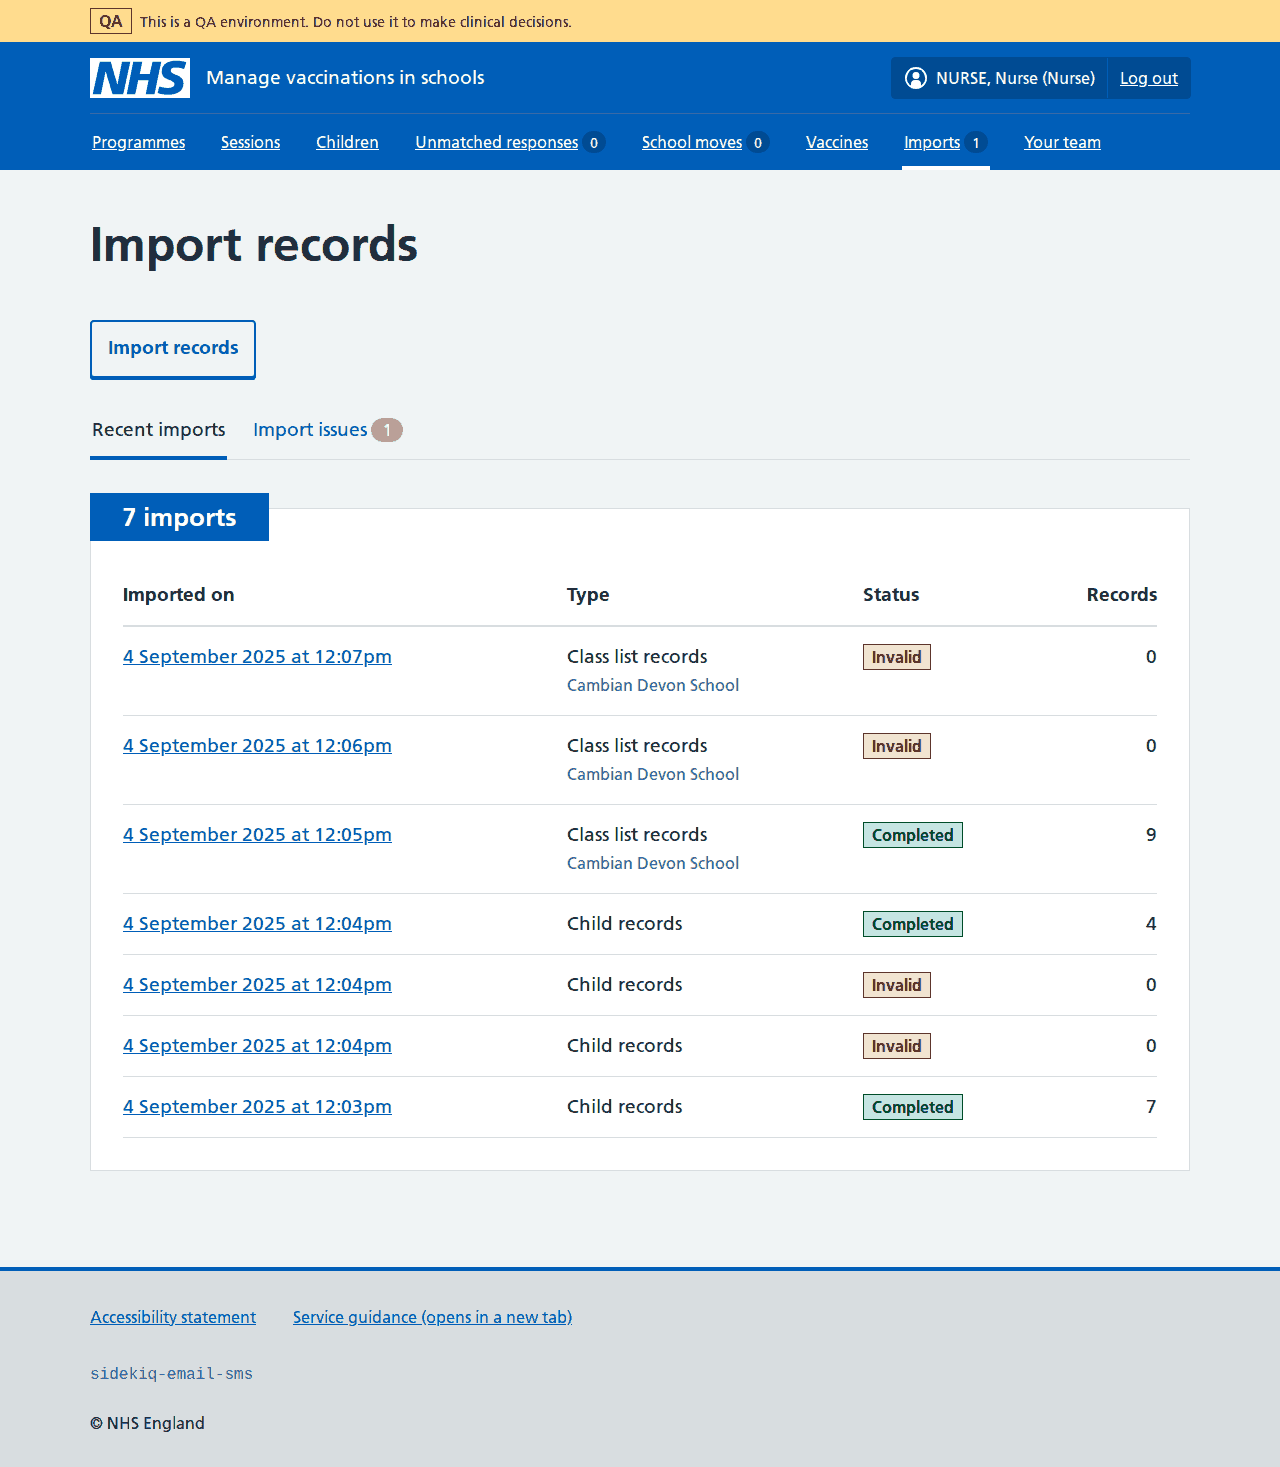 QA This is a QA environment. Do not use it to make clinical decisions.
NHS Manage vaccinations in schools NURSE, Nurse (Nurse) Log out
Programmes Sessions Children Unmatched responses 0 School moves 0 Vaccines Imports 1 Your team
Import records
Import records
Recent imports Import issues 1
7 imports
Imported on Type Status Records
4 September 2025 at 12:07pm Class list records Invalid 0
Cambian Devon School
4 September 2025 at 12:06pm Class list records Invalid 0
Cambian Devon School
4 September 2025 at 12:05pm Class list records Completed 9
Cambian Devon School
4 September 2025 at 12:04pm Child records Completed 4
4 September 2025 at 12:04pm Child records Invalid 0
4 September 2025 at 12:04pm Child records Invalid 0
4 September 2025 at 12:03pm Child records Completed 7
Accessibility statement Service guidance (opens in a new tab)
sidekiq-email-sms
© NHS England